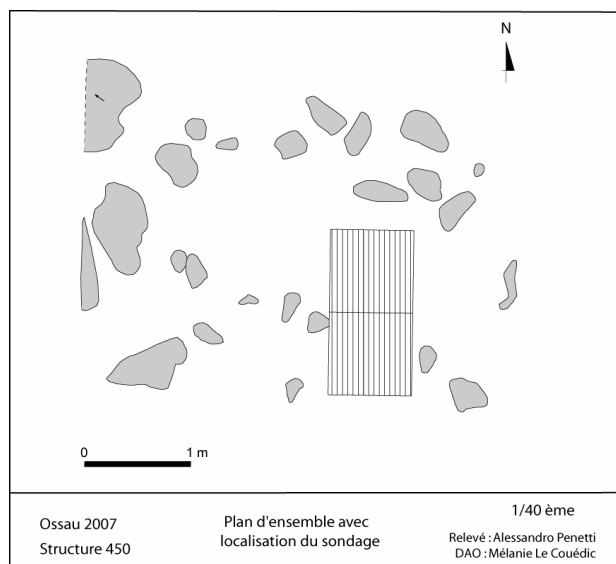 N
0 1 m
Ossau 2007
Structure 450
Plan d'ensemble avec
localisation du sondage
1/40 ème
Relevé : Alessandro Penetti
DAO : Mélanie Le Couédic